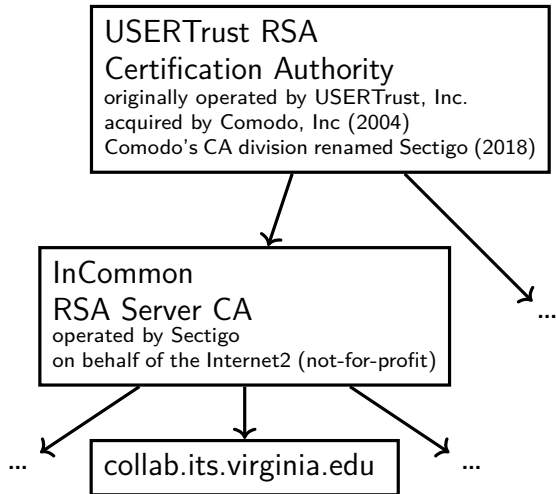 USERTrust RSA
Certification Authority
originally operated by USERTrust, Inc.
acquired by Comodo, Inc (2004)
Comodo's CA division renamed Sectigo (2018)
InCommon
RSA Server CA
operated by Sectigo
on behalf of the Internet2 (not-for-profit)
...
...
collab.its.virginia.edu
...